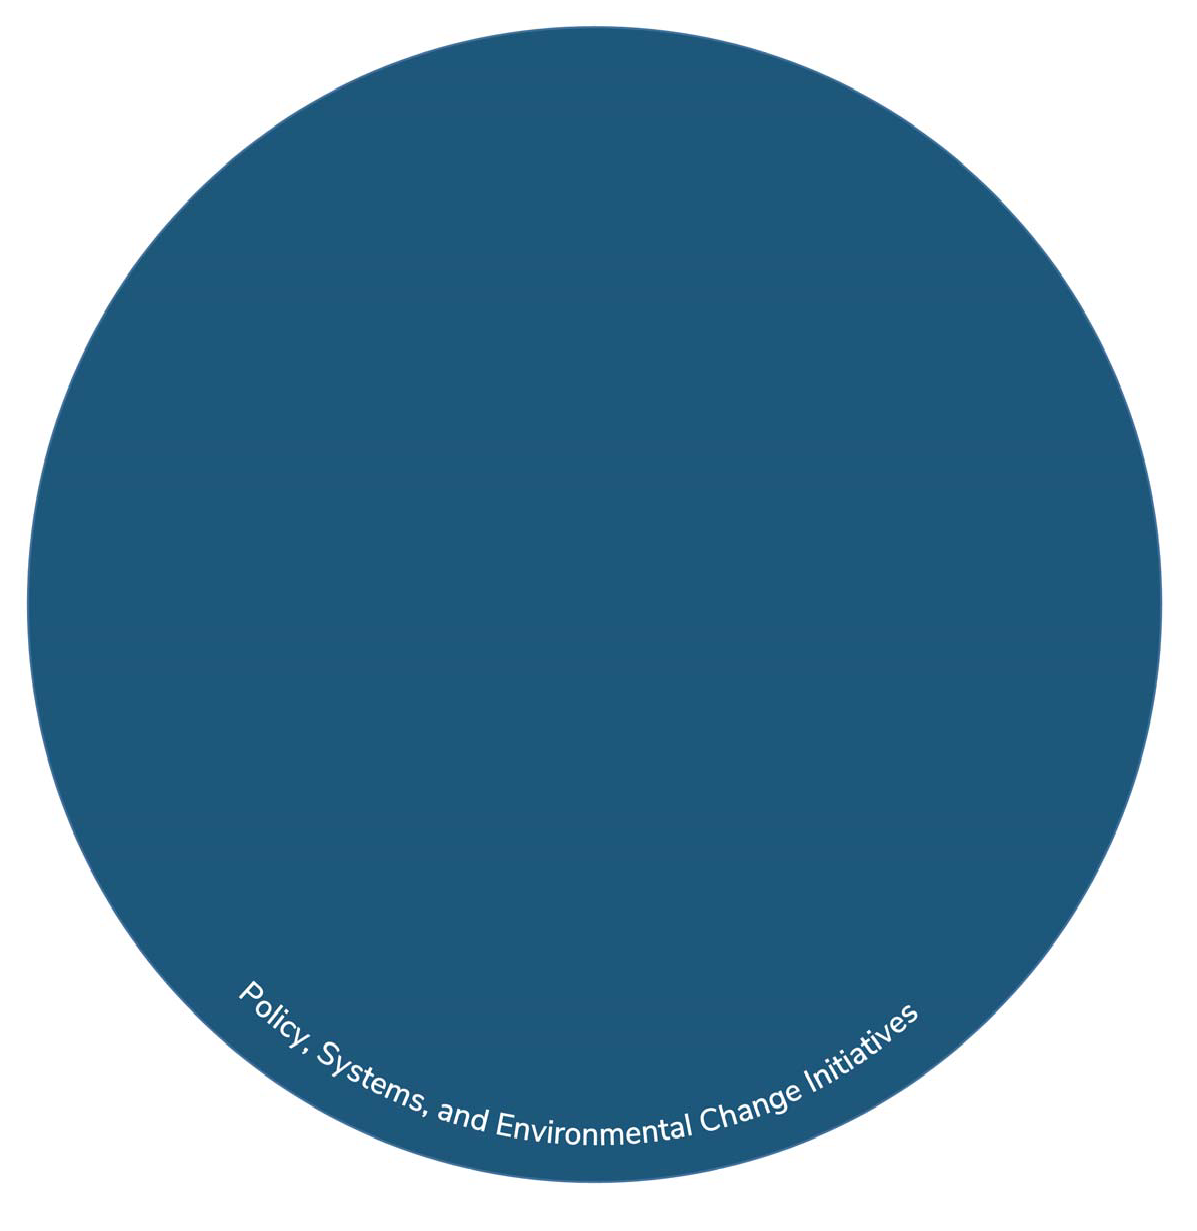 Policy, Systems, and Environmental Change Initiatives